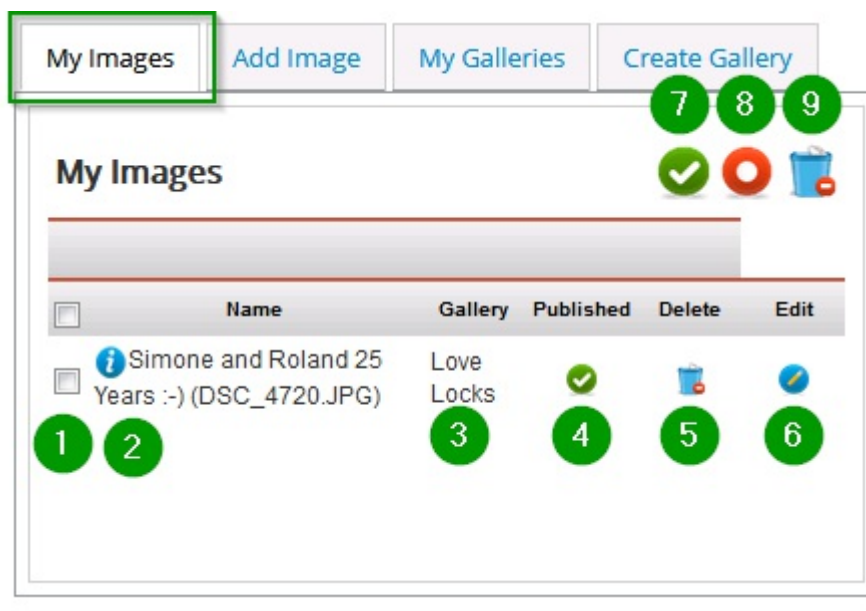 My Images Add Image My Galleries Create Gallery
7 8 9
My Images
Name Gallery Published Delete Edit
Simone and Roland 25 Love
Years :-) (DSC_4720.JPG) Locks
1 2 3 4 5 6